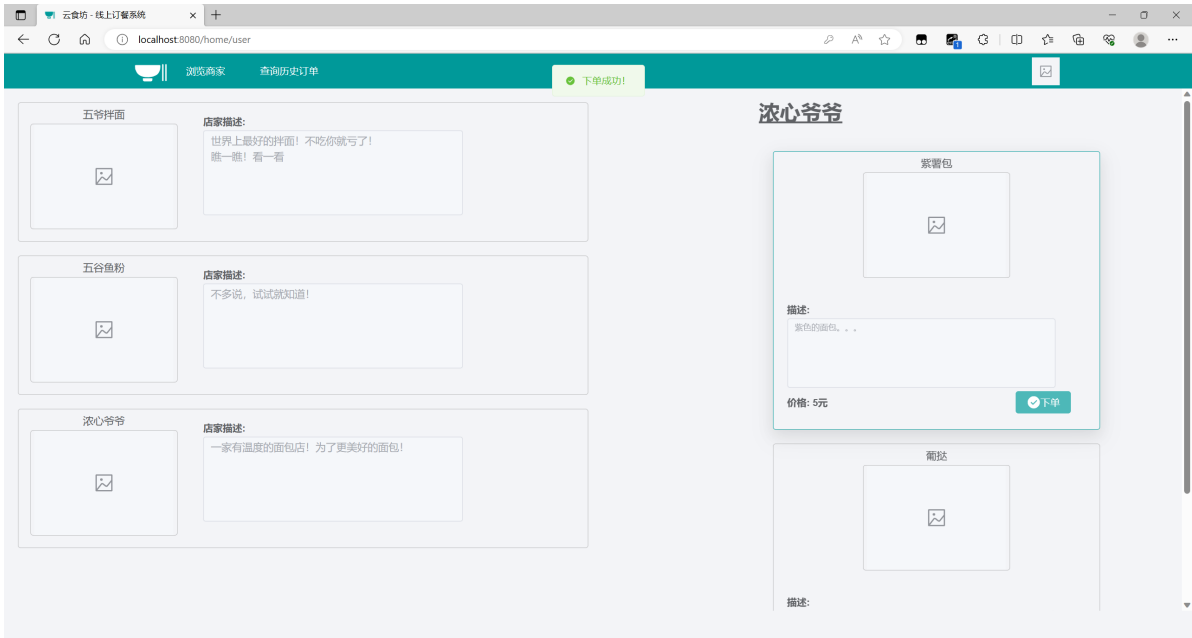 云食坊 - 线上订餐系统
localhost:8080/home/user
1
浏览商家
查询历史订单
下单成功!
五爷拌面
店家描述:
世界上最好的拌面! 不吃你就亏了!
瞧一瞧! 看一看
五谷鱼粉
店家描述:
不多说，试试就知道!
浓心爷爷
店家描述:
一家有温度的面包店! 为了更美好的面包!
浓心爷爷
紫薯包
描述:
紫色的面包。。。
价格: 5元
下单
葡挞
描述: